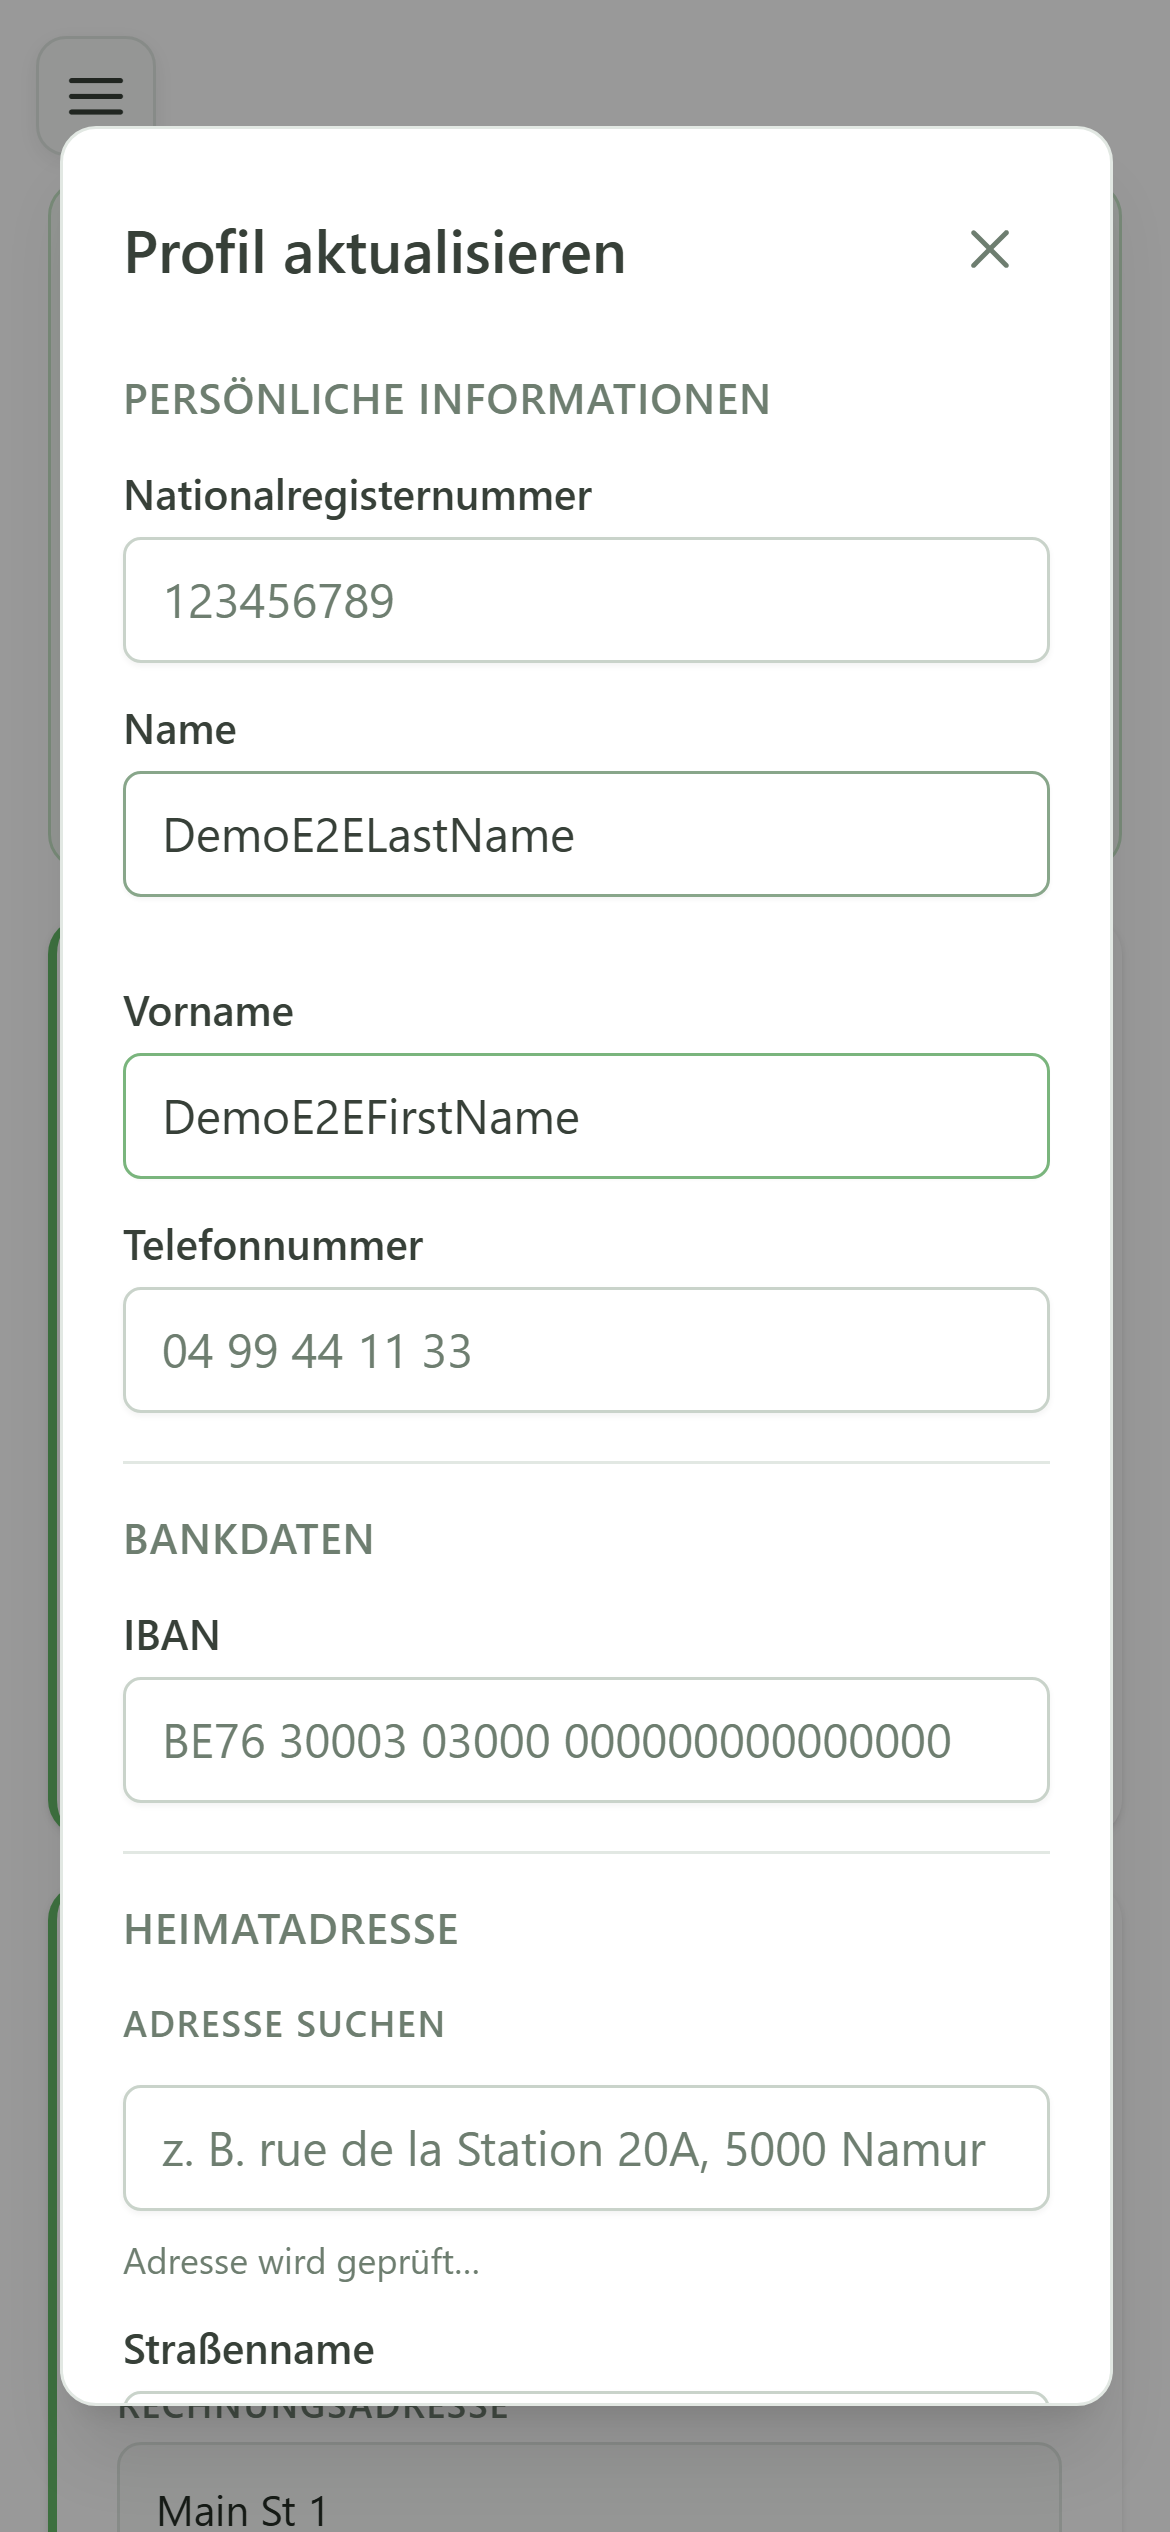 Profil aktualisieren
PERSÖNLICHE INFORMATIONEN
Nationalregisternummer
123456789
Name
DemoE2ELastName
Vorname
DemoE2EFirstName
Telefonnummer
04 99 44 11 33
BANKDATEN
IBAN
BE76 30003 03000 000000000000000
HEIMATADRESSE
ADRESSE SUCHEN
z. B. rue de la Station 20A, 5000 Namur
Adresse wird geprüft...
Straßenname
RECHNUNGSADRESSE
Main St 1